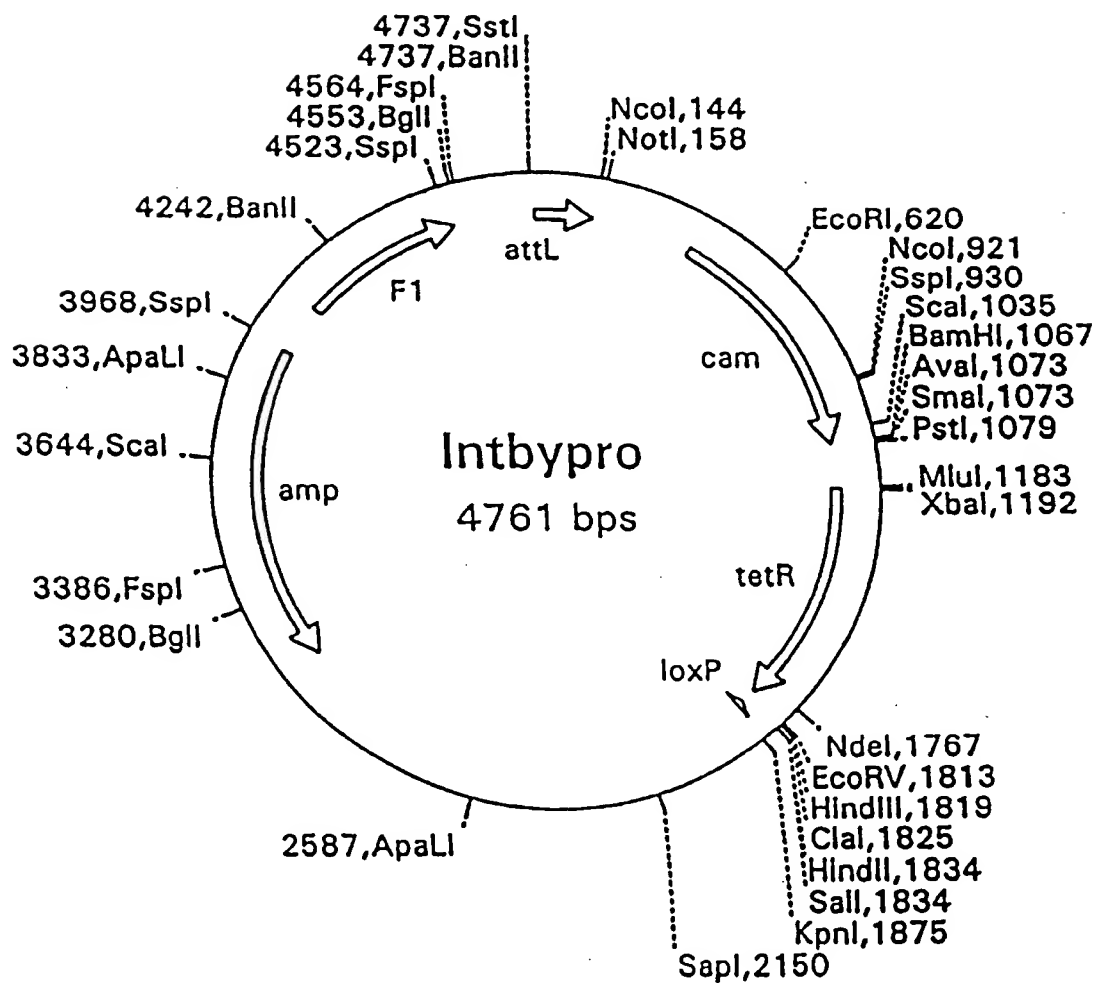 4737,SstI
4737,BanII
4564,FspI
4553,BglI
4523,SspI
4242,BanII
3968,SspI
3833,ApaLI
3644,ScaI
3386,FspI
3280,BglI
2587,ApaLI
NcoI,144
NotI,158
EcoRI,620
NcoI,921
SspI,930
ScaI,1035
BamHI,1067
AvaI,1073
SmaI,1073
PstI,1079
MluI,1183
XbaI,1192
NdeI,1767
EcoRV,1813
HindIII,1819
ClaI,1825
HindII,1834
SalI,1834
KpnI,1875
SapI,2150
attL
F1
cam
amp
tetR
loxP
Intbypro
4761 bps